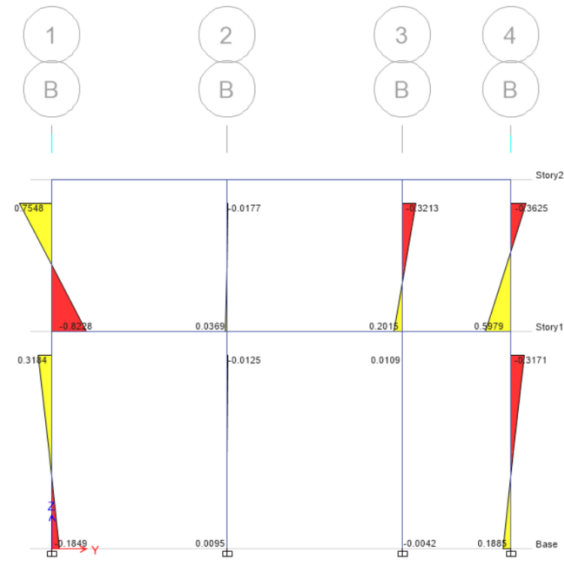 1 2 3 4
B B B B
Story2
0.7548 -0.0177 -0.3213 -0.3625
-0.8228 0.0369 0.2015 0.5979 Story1
0.3184 -0.0125 0.0109 -0.3171
Z
-0.1849 Y 0.0095 -0.0042 0.1885 Base